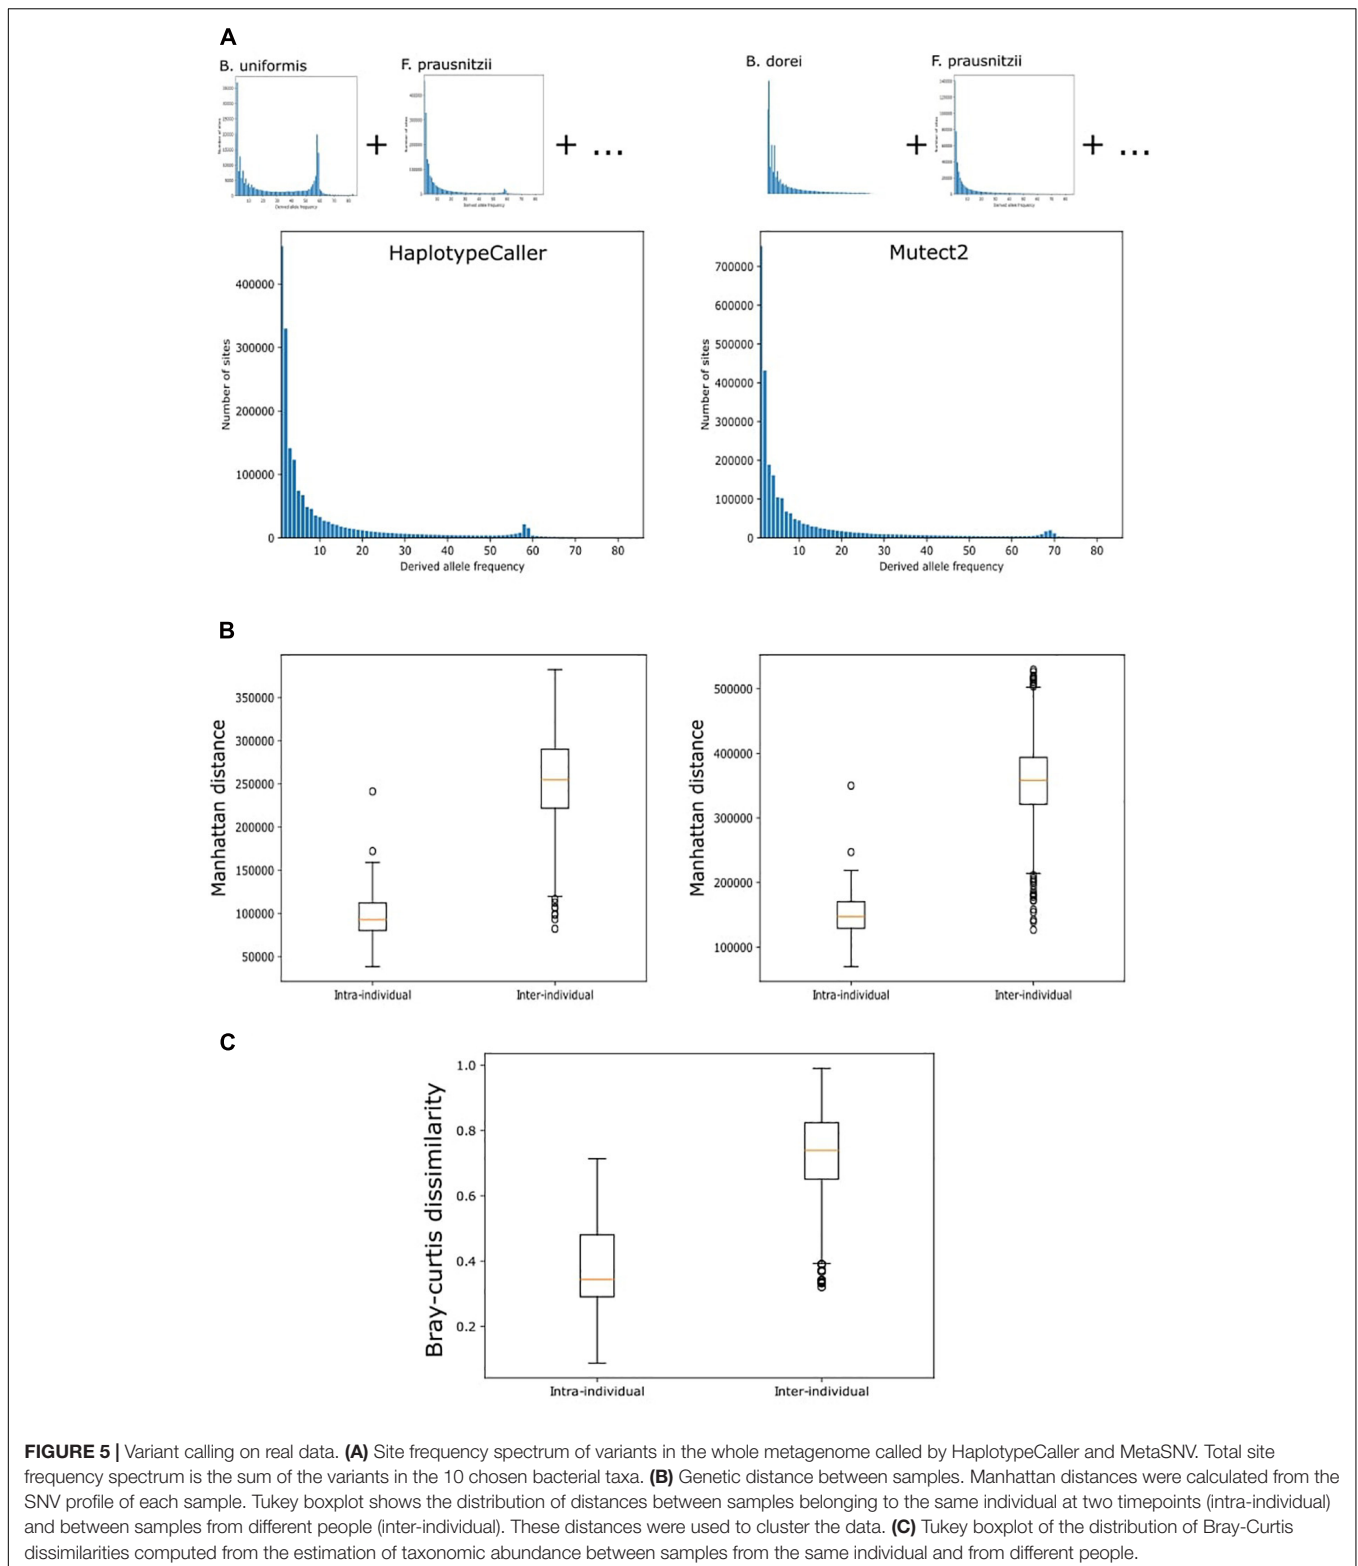 A
B. uniformis
F. prausnitzii
B. dorei
F. prausnitzii
+
+ ...
+
+ ...
HaplotypeCaller
400000
300000
200000
100000
0
Number of sites
10 20 30 40 50 60 70 80
Derived allele frequency
Mutect2
700000
600000
500000
400000
300000
200000
100000
0
Number of sites
10 20 30 40 50 60 70 80
Derived allele frequency
B
Manhattan distance
350000
300000
250000
200000
150000
100000
50000
Intra-individual Inter-individual
Manhattan distance
500000
400000
300000
200000
100000
Intra-individual Inter-individual
C
Bray-curtis dissimilarity
1.0
0.8
0.6
0.4
0.2
Intra-individual Inter-individual
FIGURE 5 | Variant calling on real data. (A) Site frequency spectrum of variants in the whole metagenome called by HaplotypeCaller and MetaSNV. Total site
frequency spectrum is the sum of the variants in the 10 chosen bacterial taxa. (B) Genetic distance between samples. Manhattan distances were calculated from the
SNV profile of each sample. Tukey boxplot shows the distribution of distances between samples belonging to the same individual at two timepoints (intra-individual)
and between samples from different people (inter-individual). These distances were used to cluster the data. (C) Tukey boxplot of the distribution of Bray-Curtis
dissimilarities computed from the estimation of taxonomic abundance between samples from the same individual and from different people.